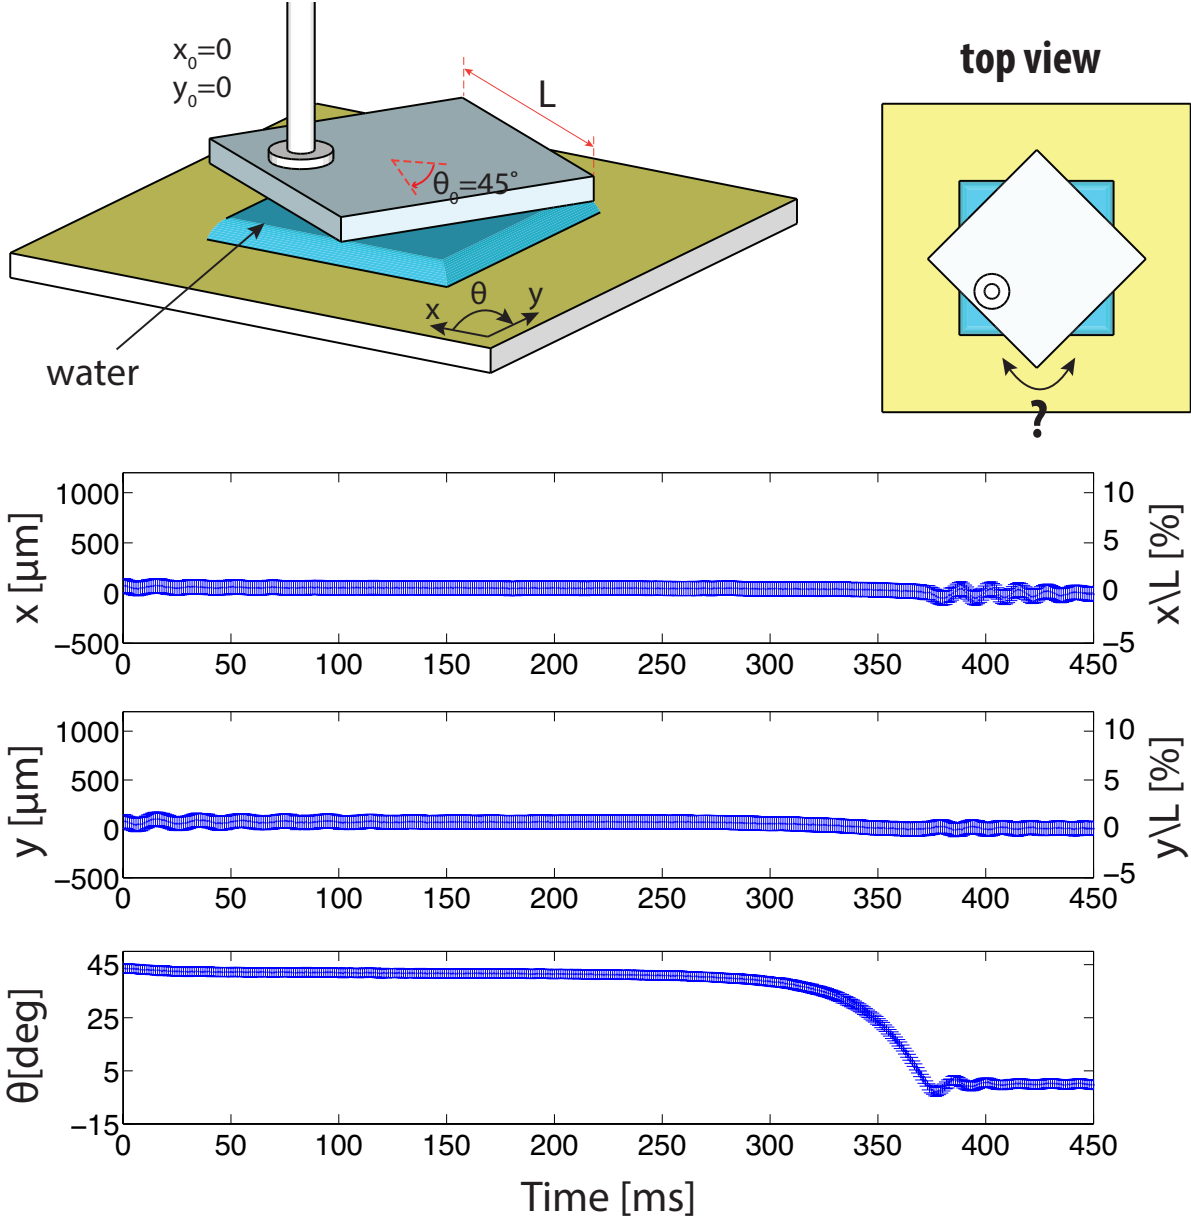 x₀=0
y₀=0
L
θ₀=45°
x
θ
y
water
top view
?
x [μm]
1000
500
0
−500
10
5
0
−5
x\L [%]
0 50 100 150 200 250 300 350 400 450
y [μm]
1000
500
0
−500
10
5
0
−5
y\L [%]
0 50 100 150 200 250 300 350 400 450
θ[deg]
45
25
5
−15
0 50 100 150 200 250 300 350 400 450
Time [ms]